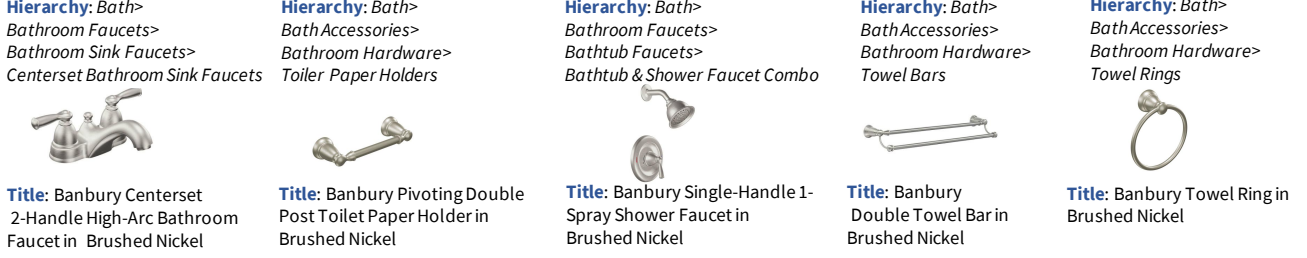 Hierarchy: Bath>
Bathroom Faucets>
Bathroom Sink Faucets>
Centerset Bathroom Sink Faucets
Title: Banbury Centerset
2-Handle High-Arc Bathroom
Faucet in Brushed Nickel
Hierarchy: Bath>
Bath Accessories>
Bathroom Hardware>
Toiler Paper Holders
Title: Banbury Pivoting Double
Post Toilet Paper Holder in
Brushed Nickel
Hierarchy: Bath>
Bathroom Faucets>
Bathtub Faucets>
Bathtub & Shower Faucet Combo
Title: Banbury Single-Handle 1-
Spray Shower Faucet in
Brushed Nickel
Hierarchy: Bath>
Bath Accessories>
Bathroom Hardware>
Towel Bars
Title: Banbury
Double Towel Bar in
Brushed Nickel
Hierarchy: Bath>
Bath Accessories>
Bathroom Hardware>
Towel Rings
Title: Banbury Towel Ring in
Brushed Nickel